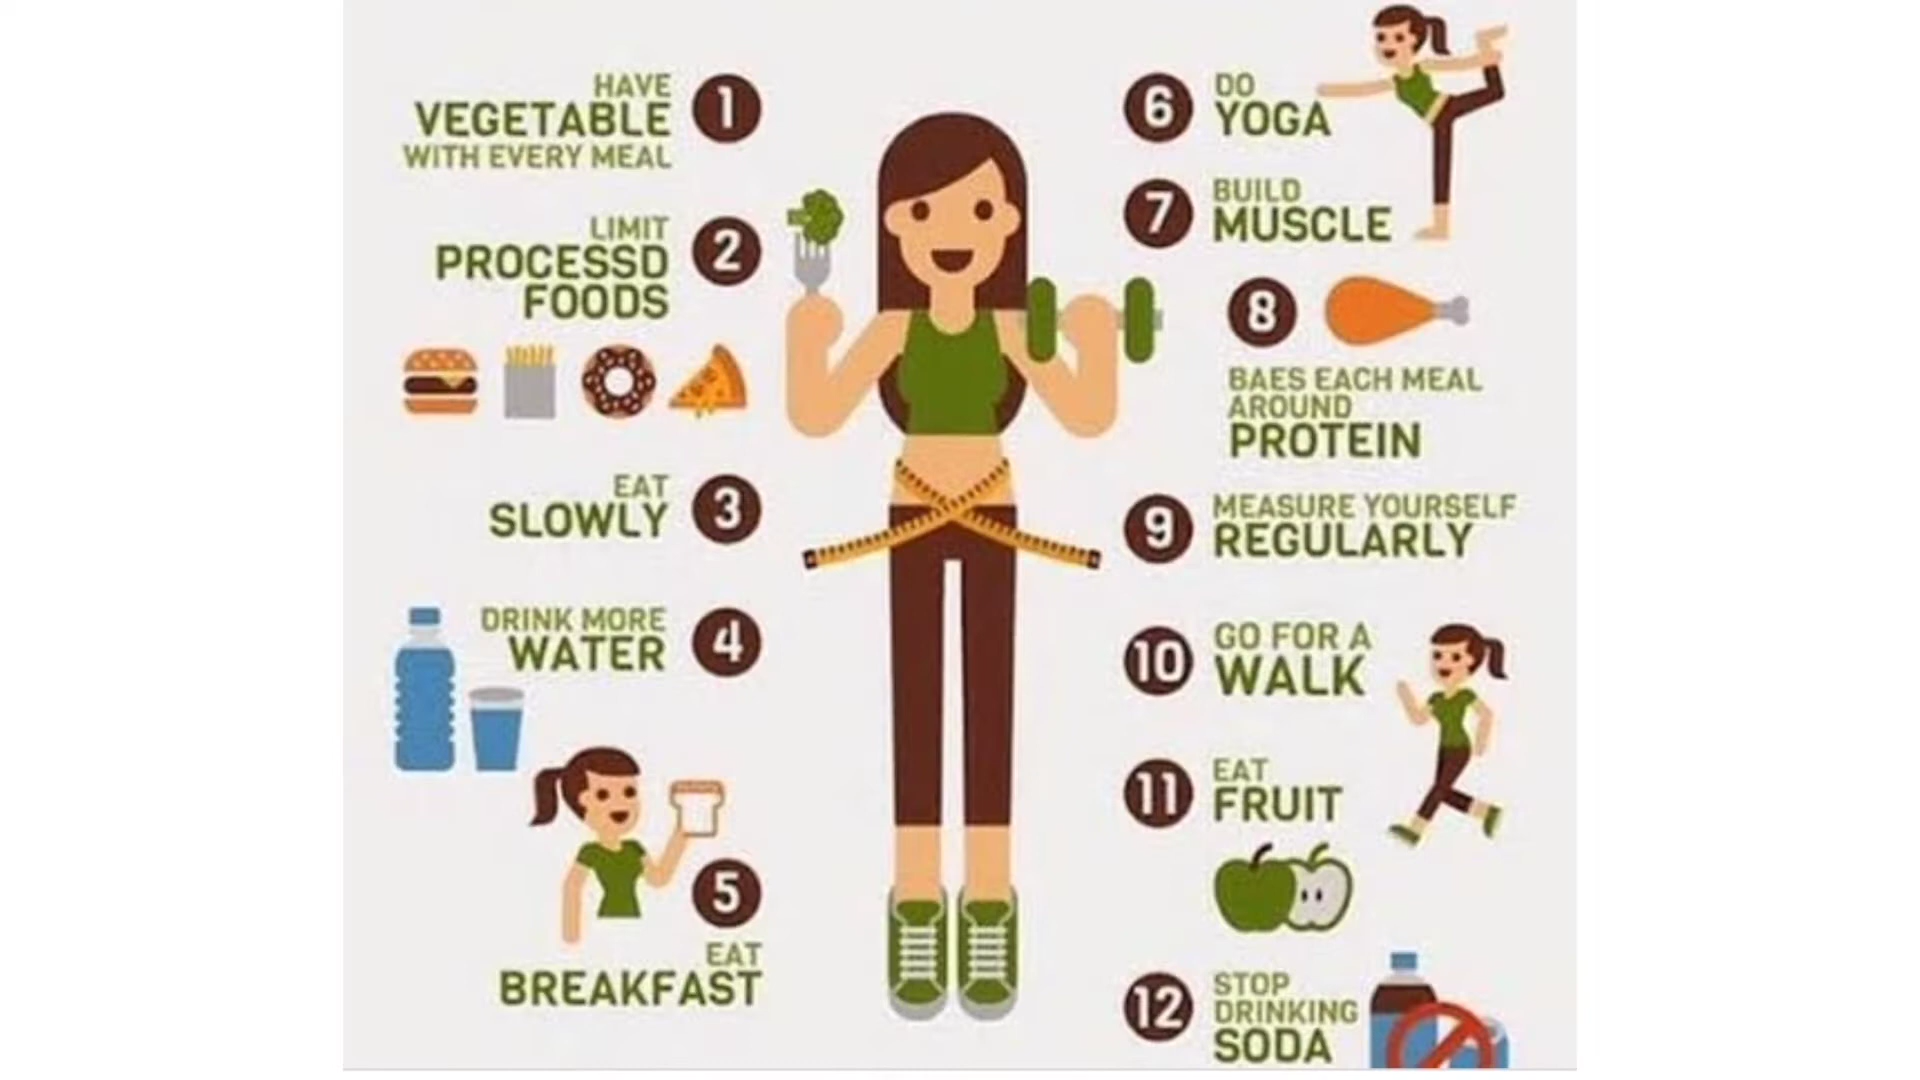 1
HAVE
VEGETABLE
WITH EVERY MEAL
2
LIMIT
PROCESSD
FOODS
3
EAT
SLOWLY
4
DRINK MORE
WATER
5
EAT
BREAKFAST
6
DO
YOGA
7
BUILD
MUSCLE
8
BAES EACH MEAL
AROUND
PROTEIN
9
MEASURE YOURSELF
REGULARLY
10
GO FOR A
WALK
11
EAT
FRUIT
12
STOP
DRINKING
SODA